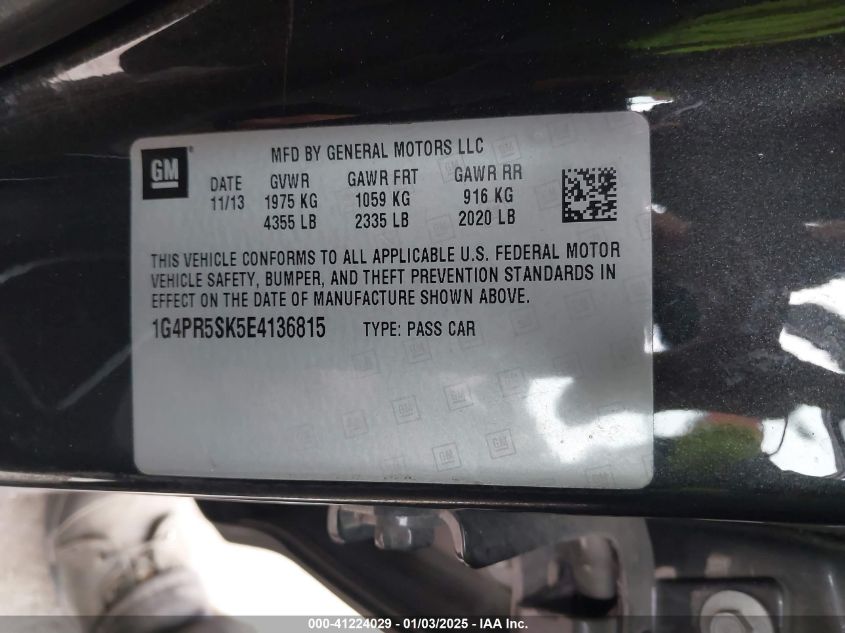 GM
MFD BY GENERAL MOTORS LLC
DATE GVWR GAWR FRT GAWR RR
11/13 1975 KG 1059 KG 916 KG
4355 LB 2335 LB 2020 LB
THIS VEHICLE CONFORMS TO ALL APPLICABLE U.S. FEDERAL MOTOR
VEHICLE SAFETY, BUMPER, AND THEFT PREVENTION STANDARDS IN
EFFECT ON THE DATE OF MANUFACTURE SHOWN ABOVE.
1G4PR5SK5E4136815 TYPE: PASS CAR
000-41224029 - 01/03/2025 - IAA Inc.